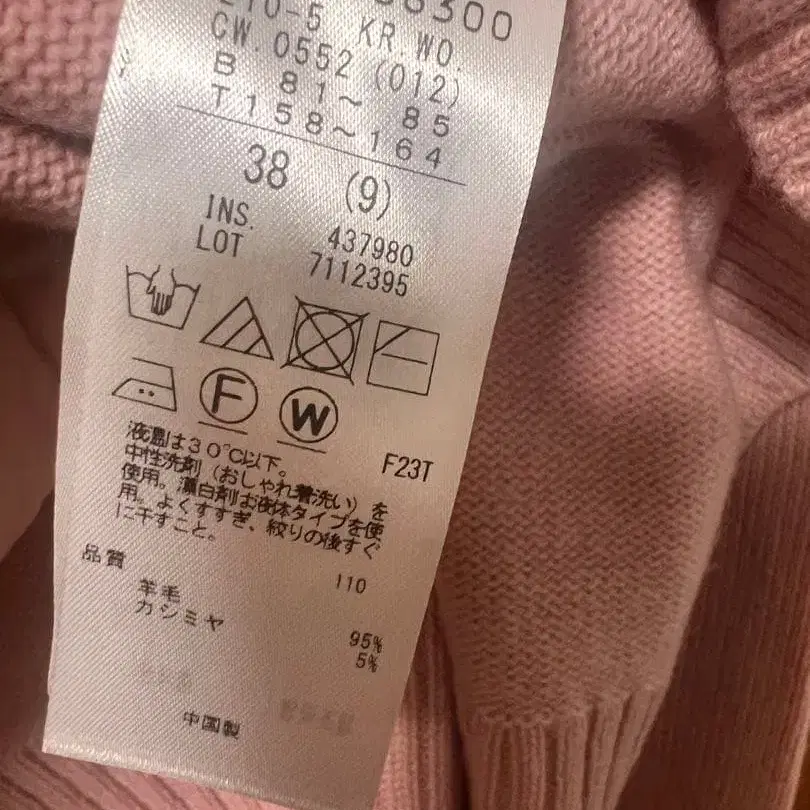 210-5 KR.WO.
CW.0552 (012)
B 81～ 85
T158～164
38 (9)
INS. 437980
LOT 7112395
F
W
F23T
液温は30℃以下。
中性洗剤（おしゃれ着洗い）を
使用。漂白剤は液体タイプを使
用。よくすすぎ、絞りの後すぐ
に干すこと。
品質
110
羊毛 95%
カシミヤ 5%
中国製